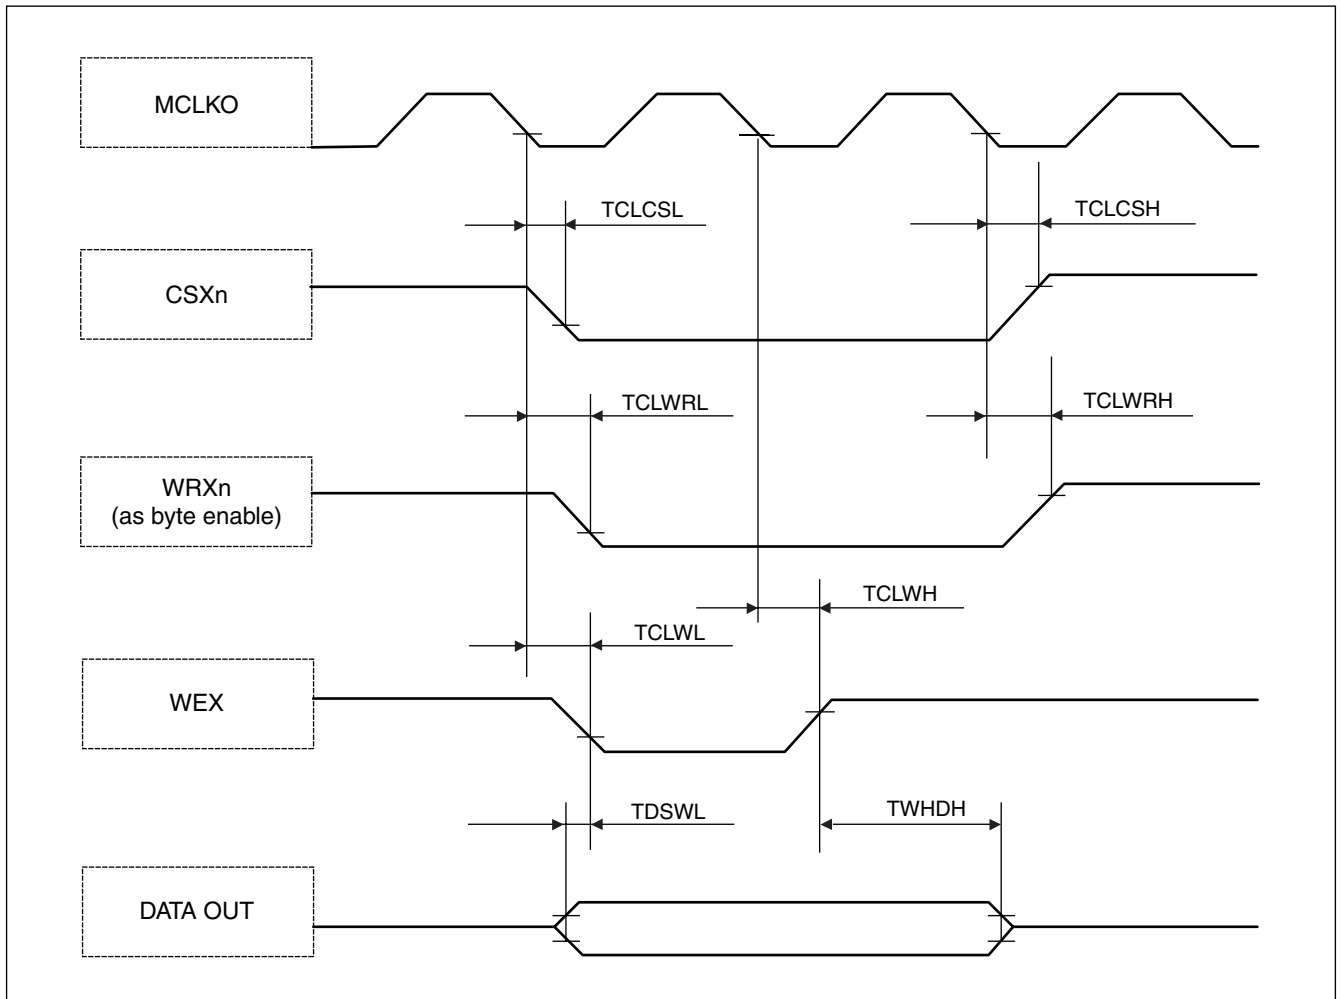 MCLKO
TCLCSL
TCLCSH
CSXn
TCLWRL
TCLWRH
WRXn
(as byte enable)
TCLWH
TCLWL
WEX
TDSWL
TWHDH
DATA OUT